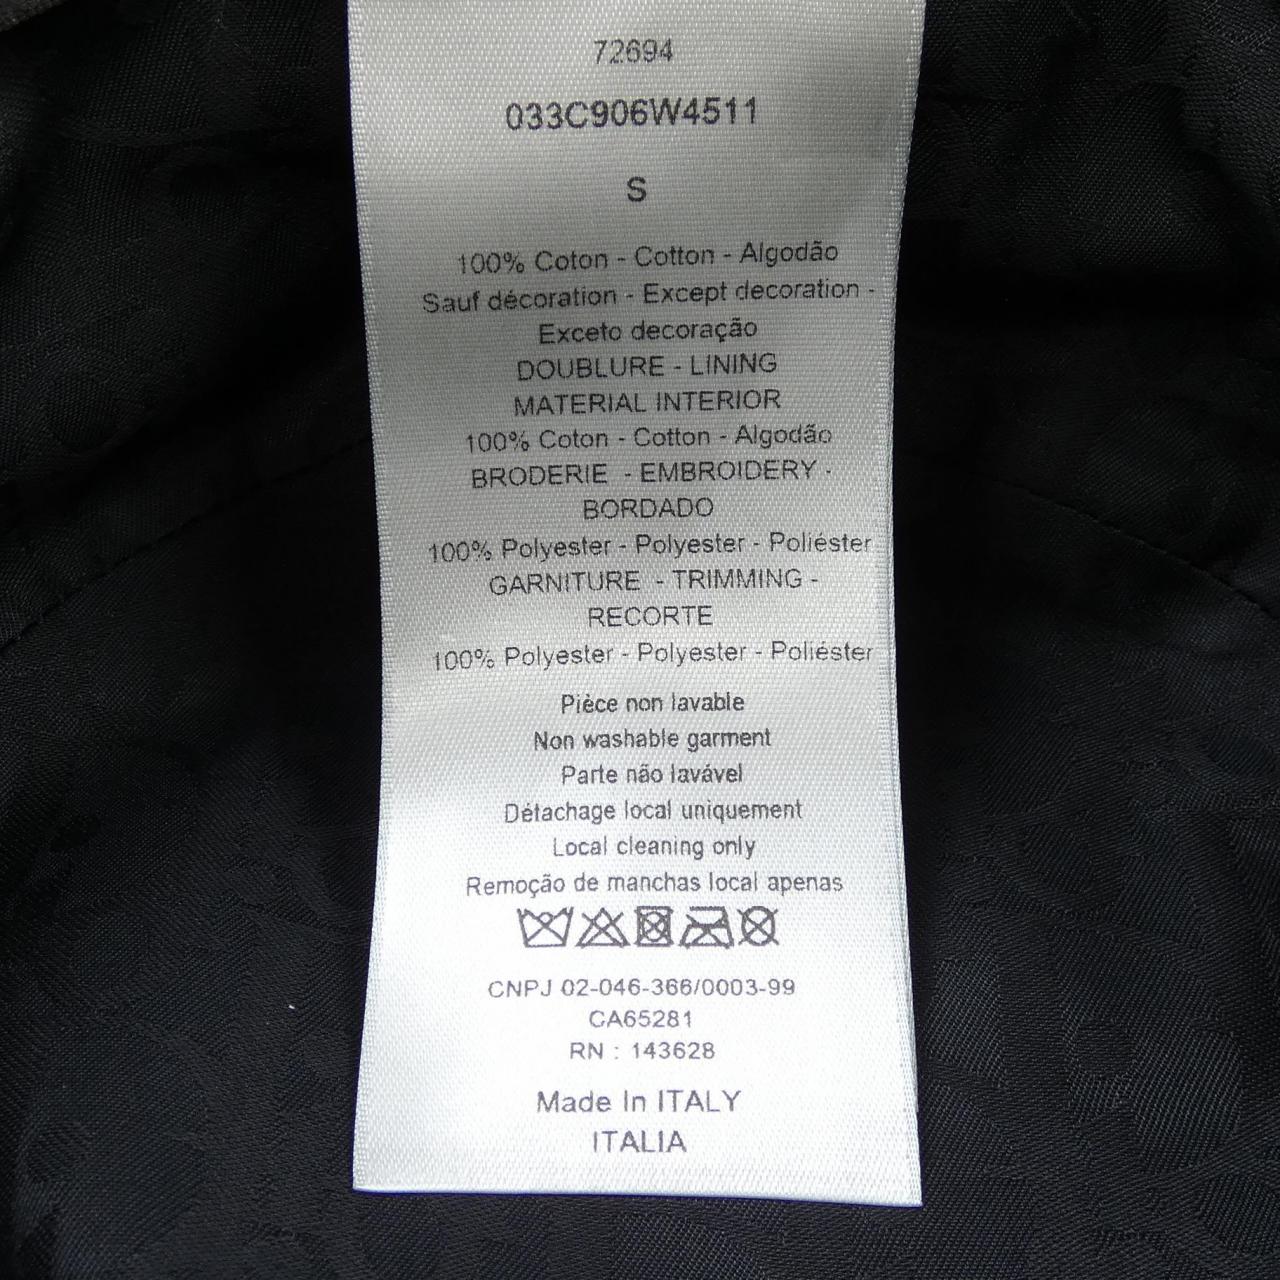 72694
033C906W4511
S
100% Coton - Cotton - Algodão
Sauf décoration - Except decoration -
Exceto decoração
DOUBLURE - LINING
MATERIAL INTERIOR
100% Coton - Cotton - Algodão
BRODERIE - EMBROIDERY -
BORDADO
100% Polyester - Polyester - Poliéster
GARNITURE - TRIMMING -
RECORTE
100% Polyester - Polyester - Poliéster
Pièce non lavable
Non washable garment
Parte não lavável
Détachage local uniquement
Local cleaning only
Remoção de manchas local apenas
CNPJ 02-046-366/0003-99
CA65281
RN : 143628
Made In ITALY
ITALIA